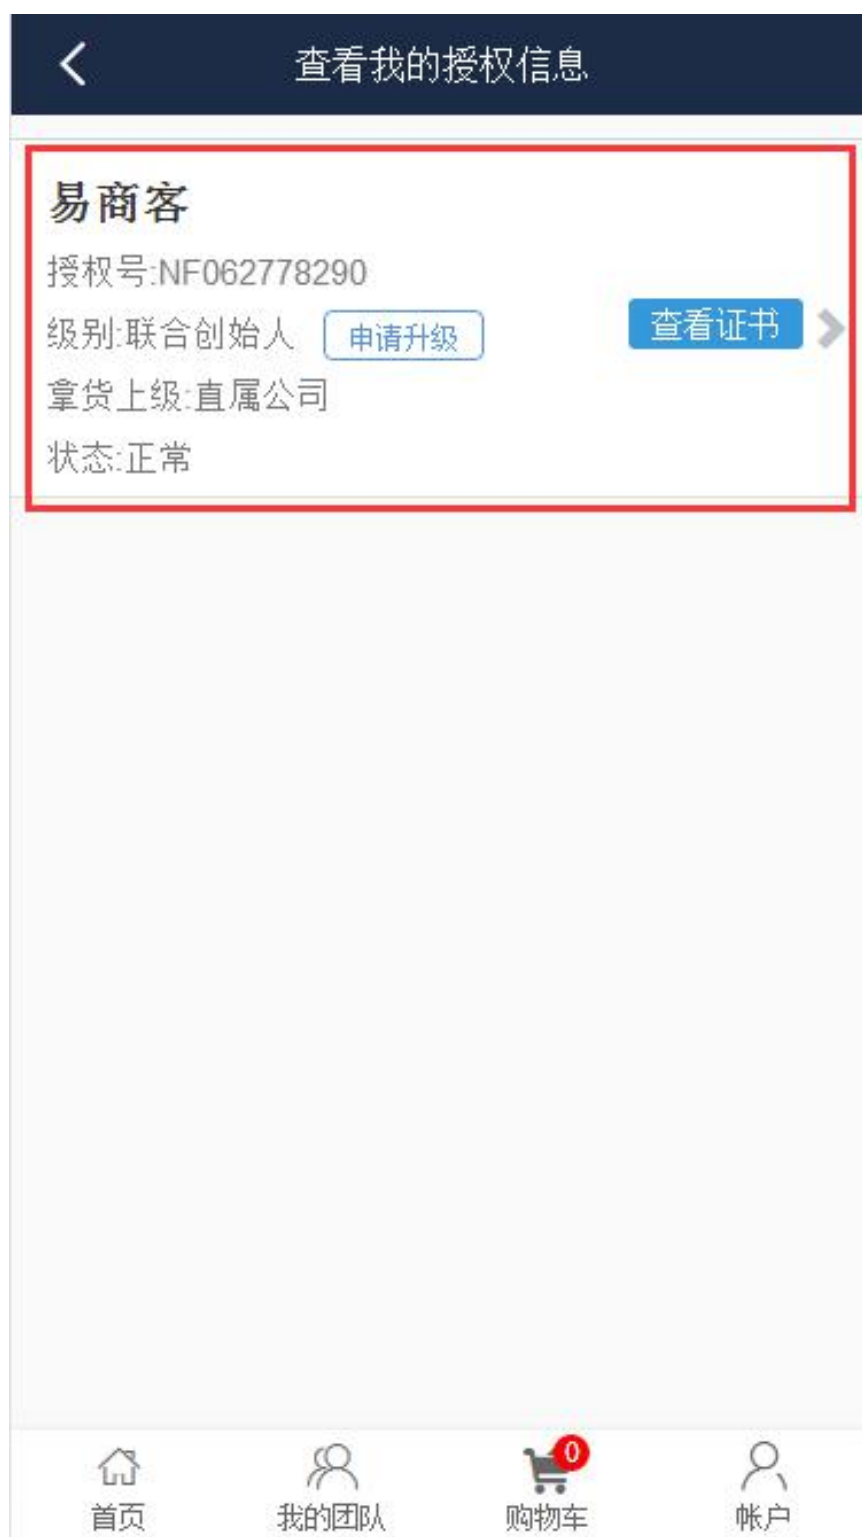 查看我的授权信息
易商客
授权号:NF062778290
级别:联合创始人 申请升级 查看证书
拿货上级:直属公司
状态:正常
0
首页 我的团队 购物车 帐户